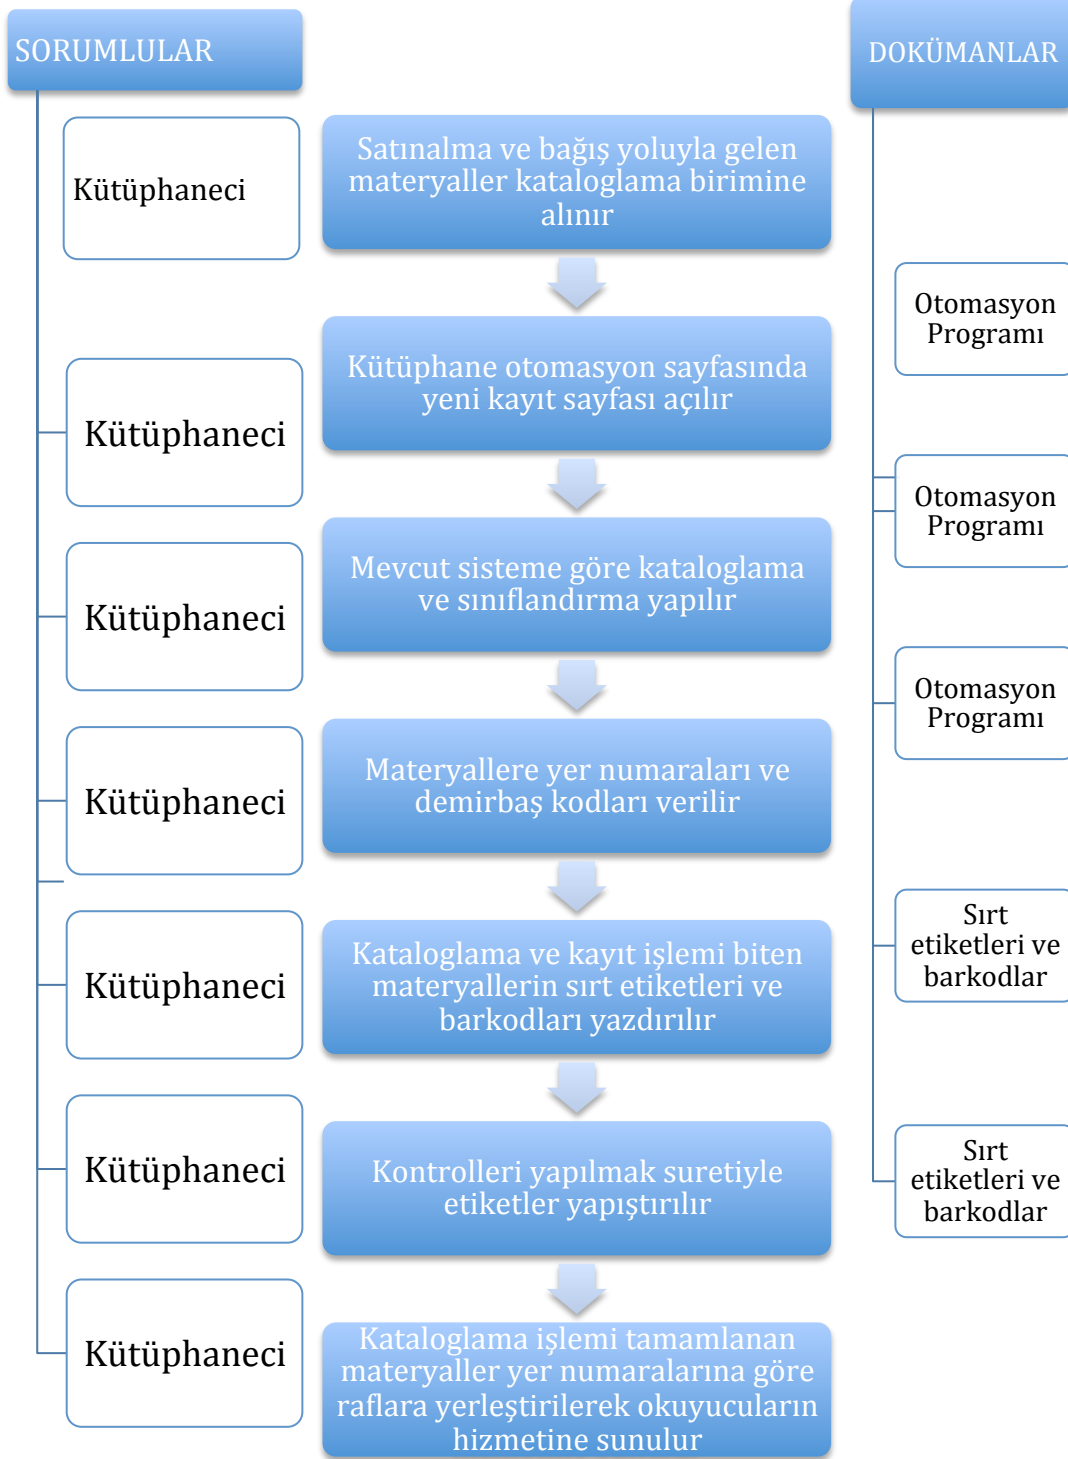 SORUMLULAR
DOKÜMANLAR
Kütüphaneci
Satınalma ve bağış yoluyla gelen
materyaller kataloglama birimine
alınır
Otomasyon
Programı
Kütüphaneci
Kütüphane otomasyon sayfasında
yeni kayıt sayfası açılır
Otomasyon
Programı
Kütüphaneci
Mevcut sisteme göre kataloglama
ve sınıflandırma yapılır
Otomasyon
Programı
Kütüphaneci
Materyallere yer numaraları ve
demirbaş kodları verilir
Sırt
etiketleri ve
barkodlar
Kütüphaneci
Kataloglama ve kayıt işlemi biten
materyallerin sırt etiketleri ve
barkodları yazdırılır
Sırt
etiketleri ve
barkodlar
Kütüphaneci
Kontrolleri yapılmak suretiyle
etiketler yapıştırılır
Kütüphaneci
Kataloglama işlemi tamamlanan
materyaller yer numaralarına göre
raflara yerleştirilerek okuyucuların
hizmetine sunulur